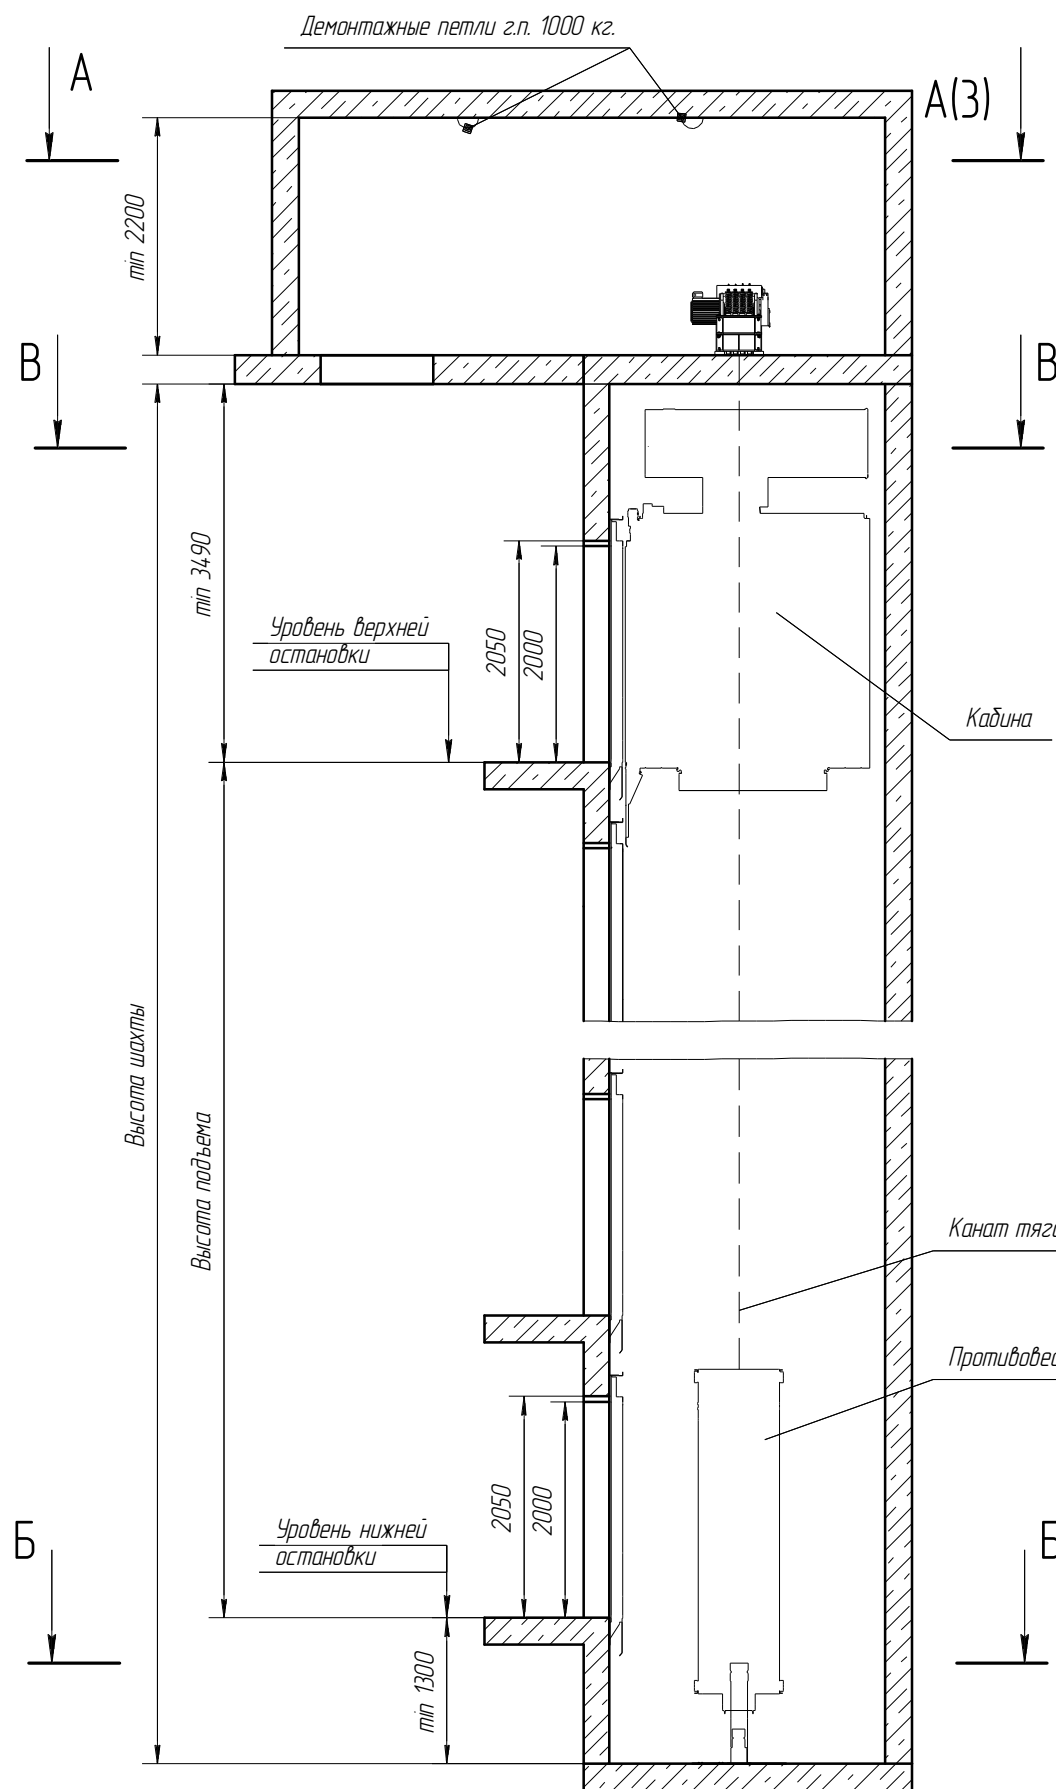 Демонтажные петли г.п. 1000 кг.
А
А(3)
min 2200
В
В
min 3490
Уровень верхней
остановки
2050
2000
Кабина
Высота шахты
Высота подъема
Канат
Противовес
2050
2000
Б
Уровень нижней
остановки
Б
min 1300